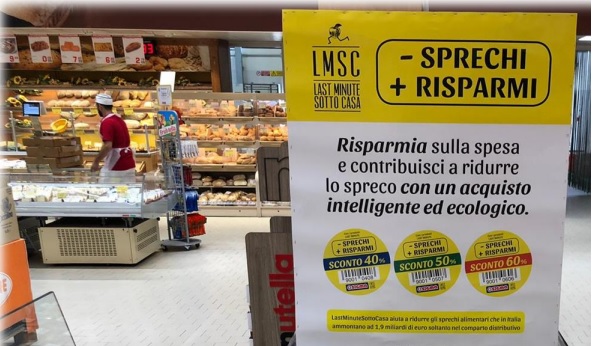 LMSC
LAST MINUTE
SOTTO CASA
- SPRECHI
+ RISPARMI
Risparmia sulla spesa
e contribuisci a ridurre
lo spreco con un acquisto
intelligente ed ecologico.
- SPRECHI
+ RISPARMI
SCONTO 40%
- SPRECHI
+ RISPARMI
SCONTO 50%
- SPRECHI
+ RISPARMI
SCONTO 60%
LastMinuteSottoCasa aiuta a ridurre gli sprechi alimentari che in Italia
ammontano ad 1,9 miliardi di euro soltanto nel comparto distributivo
nutella